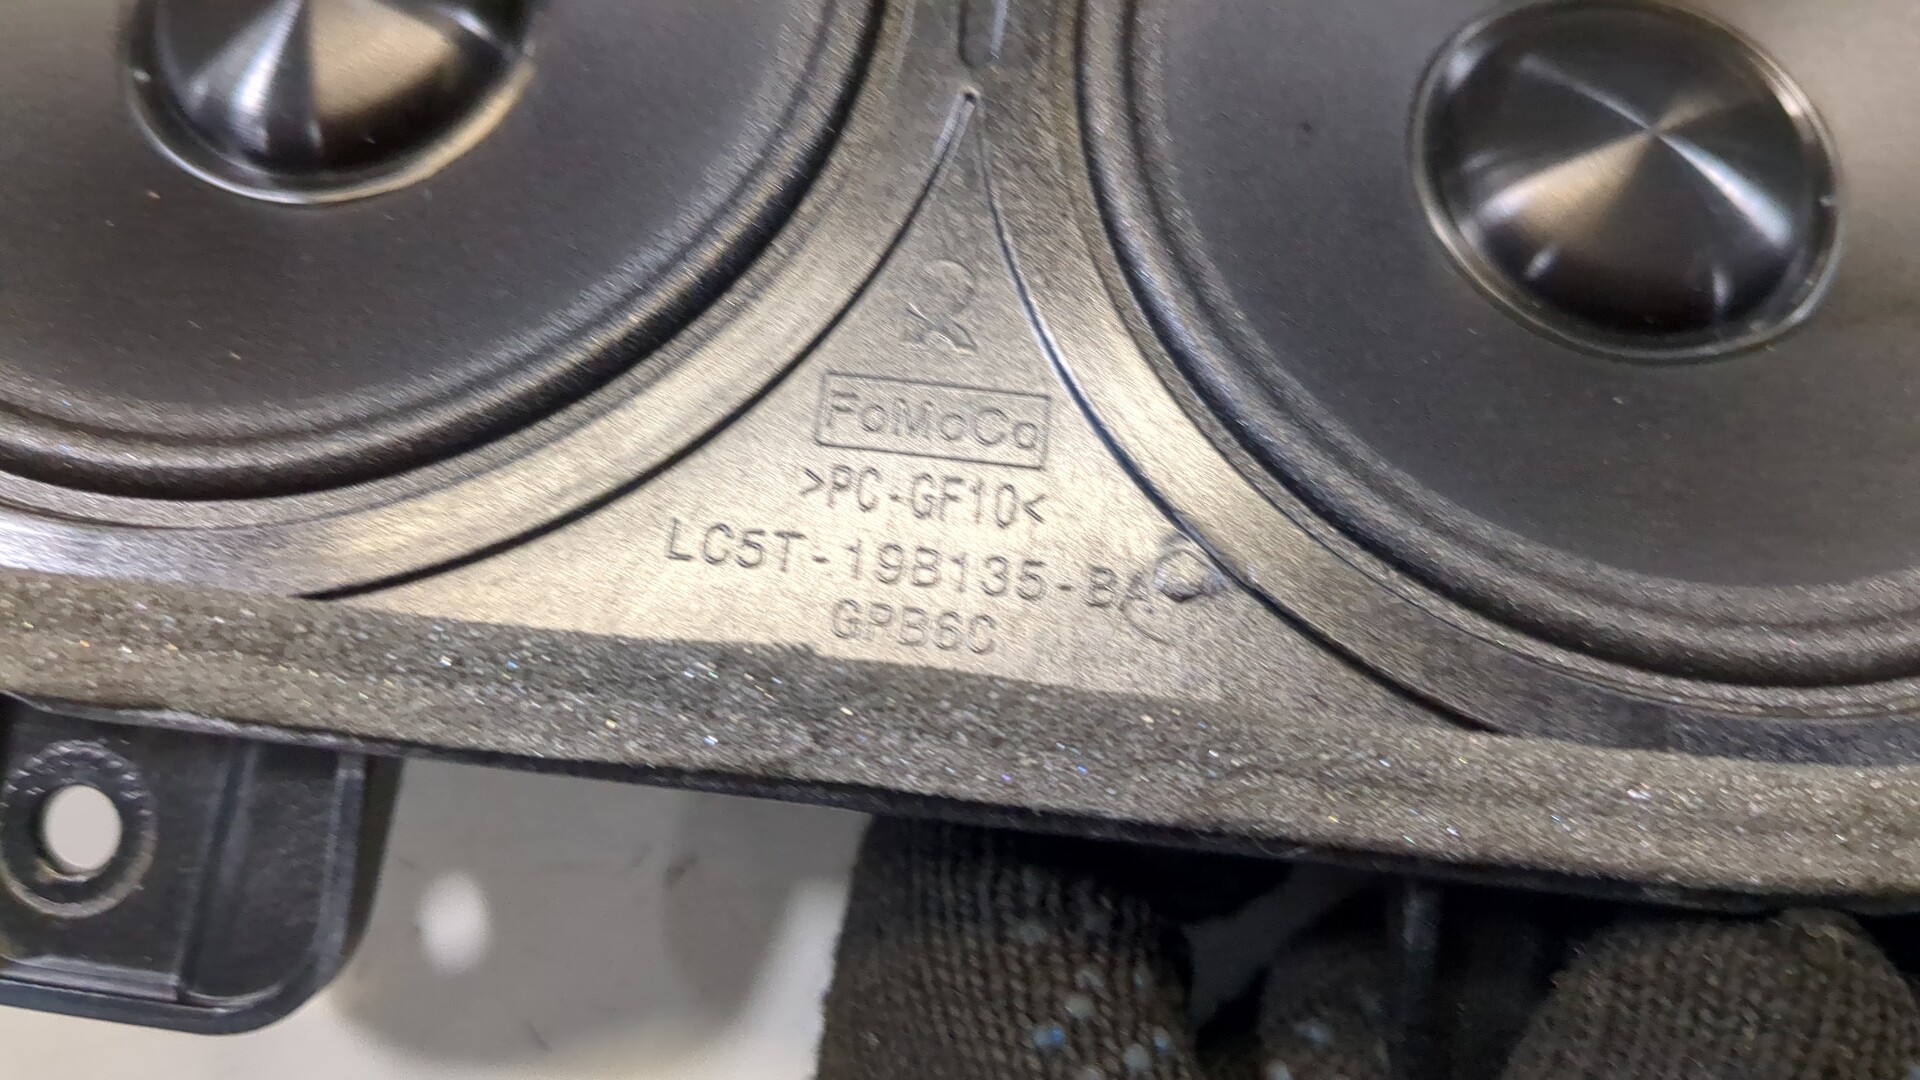 FoMoCo
>PC-GF10<
LC5T-19B135-BA
GPB6C